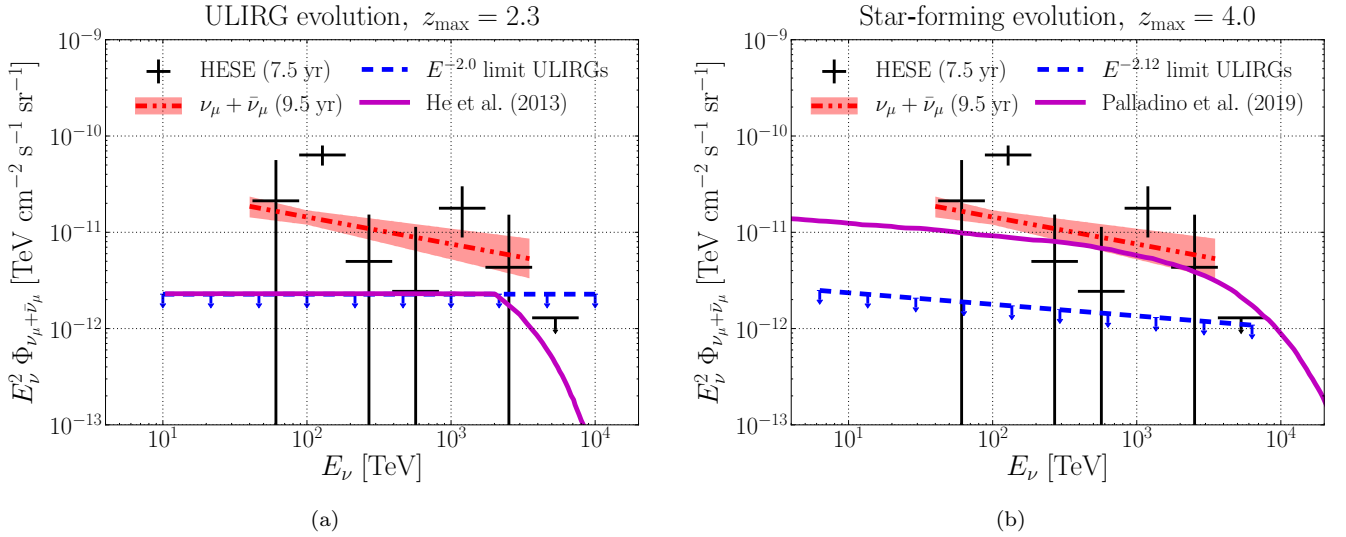 ULIRG evolution, z_max = 2.3
HESE (7.5 yr)
ν_μ + ν̄_μ (9.5 yr)
E^−2.0 limit ULIRGs
He et al. (2013)
10^−9
10^−10
10^−11
10^−12
10^−13
E_ν^2 Φ_{ν_μ+ν̄_μ} [TeV cm^−2 s^−1 sr^−1]
10^1 10^2 10^3 10^4
E_ν [TeV]
(a)
Star-forming evolution, z_max = 4.0
HESE (7.5 yr)
ν_μ + ν̄_μ (9.5 yr)
E^−2.12 limit ULIRGs
Palladino et al. (2019)
10^−9
10^−10
10^−11
10^−12
10^−13
E_ν^2 Φ_{ν_μ+ν̄_μ} [TeV cm^−2 s^−1 sr^−1]
10^1 10^2 10^3 10^4
E_ν [TeV]
(b)